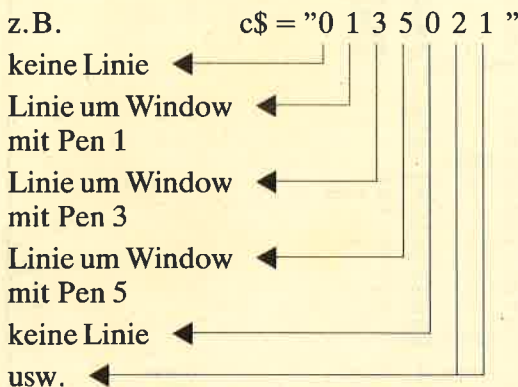 z.B. c$ = ”0 1 3 5 0 2 1 ”
keine Linie
Linie um Window
mit Pen 1
Linie um Window
mit Pen 3
Linie um Window
mit Pen 5
keine Linie
usw.